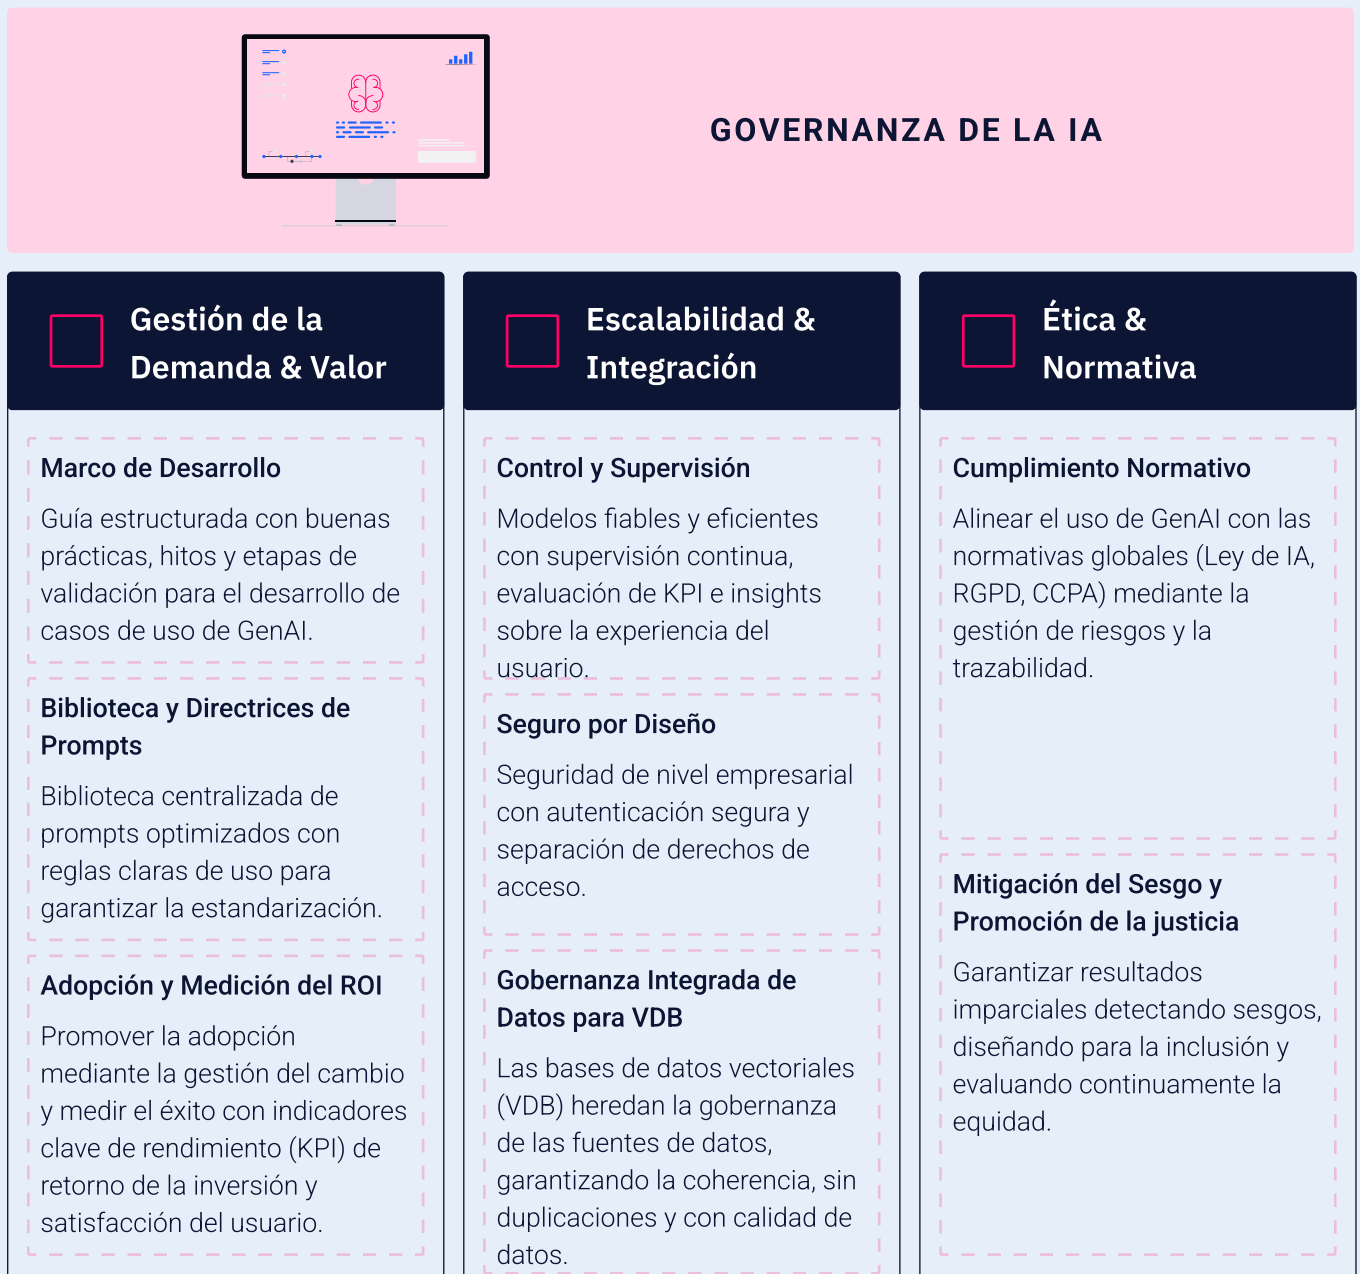 GOVERNANZA DE LA IA
Gestión de la
Demanda & Valor
Marco de Desarrollo
Guía estructurada con buenas
prácticas, hitos y etapas de
validación para el desarrollo de
casos de uso de GenAI.
Biblioteca y Directrices de
Prompts
Biblioteca centralizada de
prompts optimizados con
reglas claras de uso para
garantizar la estandarización.
Adopción y Medición del ROI
Promover la adopción
mediante la gestión del cambio
y medir el éxito con indicadores
clave de rendimiento (KPI) de
retorno de la inversión y
satisfacción del usuario.
Escalabilidad &
Integración
Control y Supervisión
Modelos fiables y eficientes
con supervisión continua,
evaluación de KPI e insights
sobre la experiencia del
usuario.
Seguro por Diseño
Seguridad de nivel empresarial
con autenticación segura y
separación de derechos de
acceso.
Gobernanza Integrada de
Datos para VDB
Las bases de datos vectoriales
(VDB) heredan la gobernanza
de las fuentes de datos,
garantizando la coherencia, sin
duplicaciones y con calidad de
datos.
Ética &
Normativa
Cumplimiento Normativo
Alinear el uso de GenAI con las
normativas globales (Ley de IA,
RGPD, CCPA) mediante la
gestión de riesgos y la
trazabilidad.
Mitigación del Sesgo y
Promoción de la justicia
Garantizar resultados
imparciales detectando sesgos,
diseñando para la inclusión y
evaluando continuamente la
equidad.